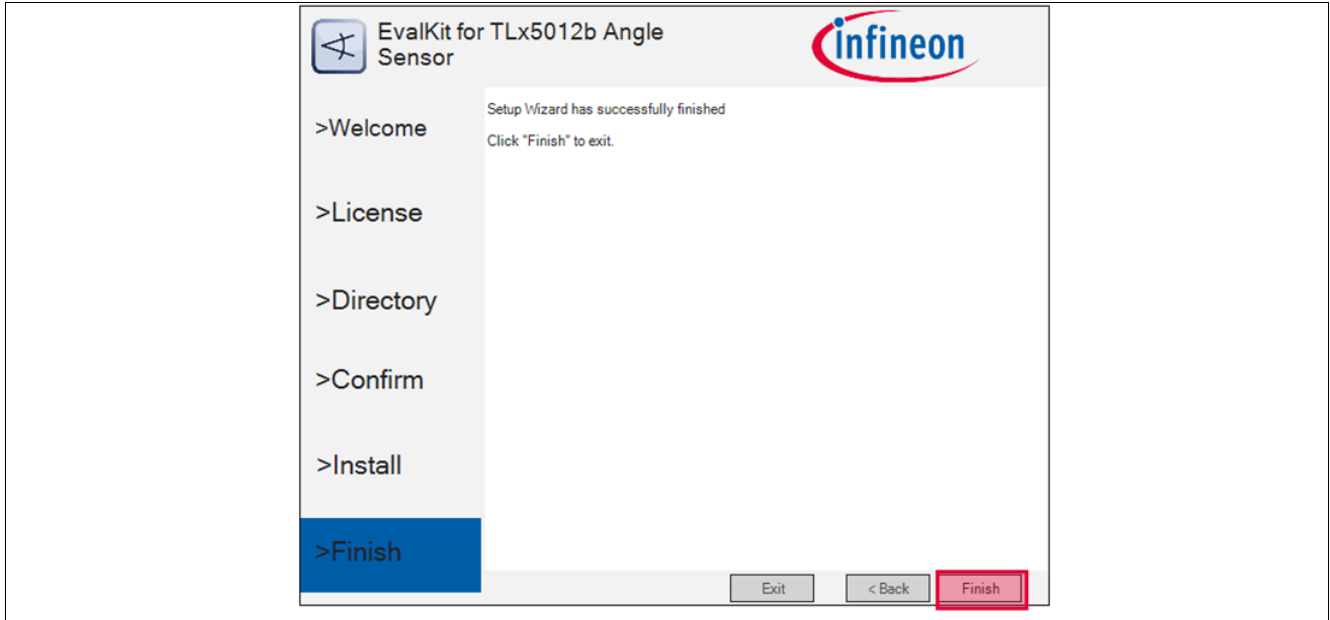 EvalKit for TLx5012b Angle
Sensor
infineon
>Welcome
Setup Wizard has successfully finished
Click "Finish" to exit.
>License
>Directory
>Confirm
>Install
>Finish
Exit
< Back
Finish